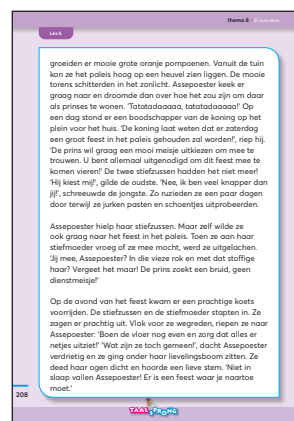 thema 8 - Er was eens
Les 6
groeiden er mooie grote oranje pompoenen. Vanuit de tuin
kon ze het paleis hoog op een heuvel zien liggen. De mooie
torens schitterden in het zonlicht. Assepoester keek er
graag naar en droomde dan over hoe het zou zijn om daar
als prinses te wonen. 'Tatatadaaaaa, tatatadaaaaa!' Op
een dag stond er een boodschapper van de koning op het
plein voor het huis. 'De koning laat weten dat er zaterdag
een groot feest in het paleis gehouden zal worden!', riep hij.
'De prins wil graag een mooi meisje uitkiezen om mee te
trouwen. U bent allemaal uitgenodigd om dit feest mee te
komen vieren!' De twee stiefzussen hadden het niet meer!
'Hij kiest mij!', gilde de oudste. 'Nee, ik ben veel knapper dan
jij!', schreeuwde de jongste. Zo ruzieden ze een paar dagen
door terwijl ze jurken pasten en schoentjes uitprobeerden.
Assepoester hielp haar stiefzussen. Maar zelf wilde ze
ook graag naar het feest in het paleis. Toen ze aan haar
stiefmoeder vroeg of ze mee mocht, werd ze uitgelachen.
'Jij mee, Assepoester? In die vieze rok en met dat stoffige
haar? Vergeet het maar! De prins zoekt een bruid, geen
dienstmeisje!'
Op de avond van het feest kwam er een prachtige koets
voorrijden. De stiefzussen en de stiefmoeder stapten in. Ze
zagen er prachtig uit. Vlak voor ze wegreden, riepen ze naar
Assepoester: 'Boen de vloer nog even en zorg dat alles er
netjes uitziet!' 'Wat zijn ze toch gemeen!', dacht Assepoester
verdrietig en ze ging onder haar lievelingsboom zitten. Ze
deed haar ogen dicht en hoorde een lieve stem. 'Niet in
slaap vallen Assepoester! Er is een feest waar je naartoe
moet.'
208
TAALSPRONG